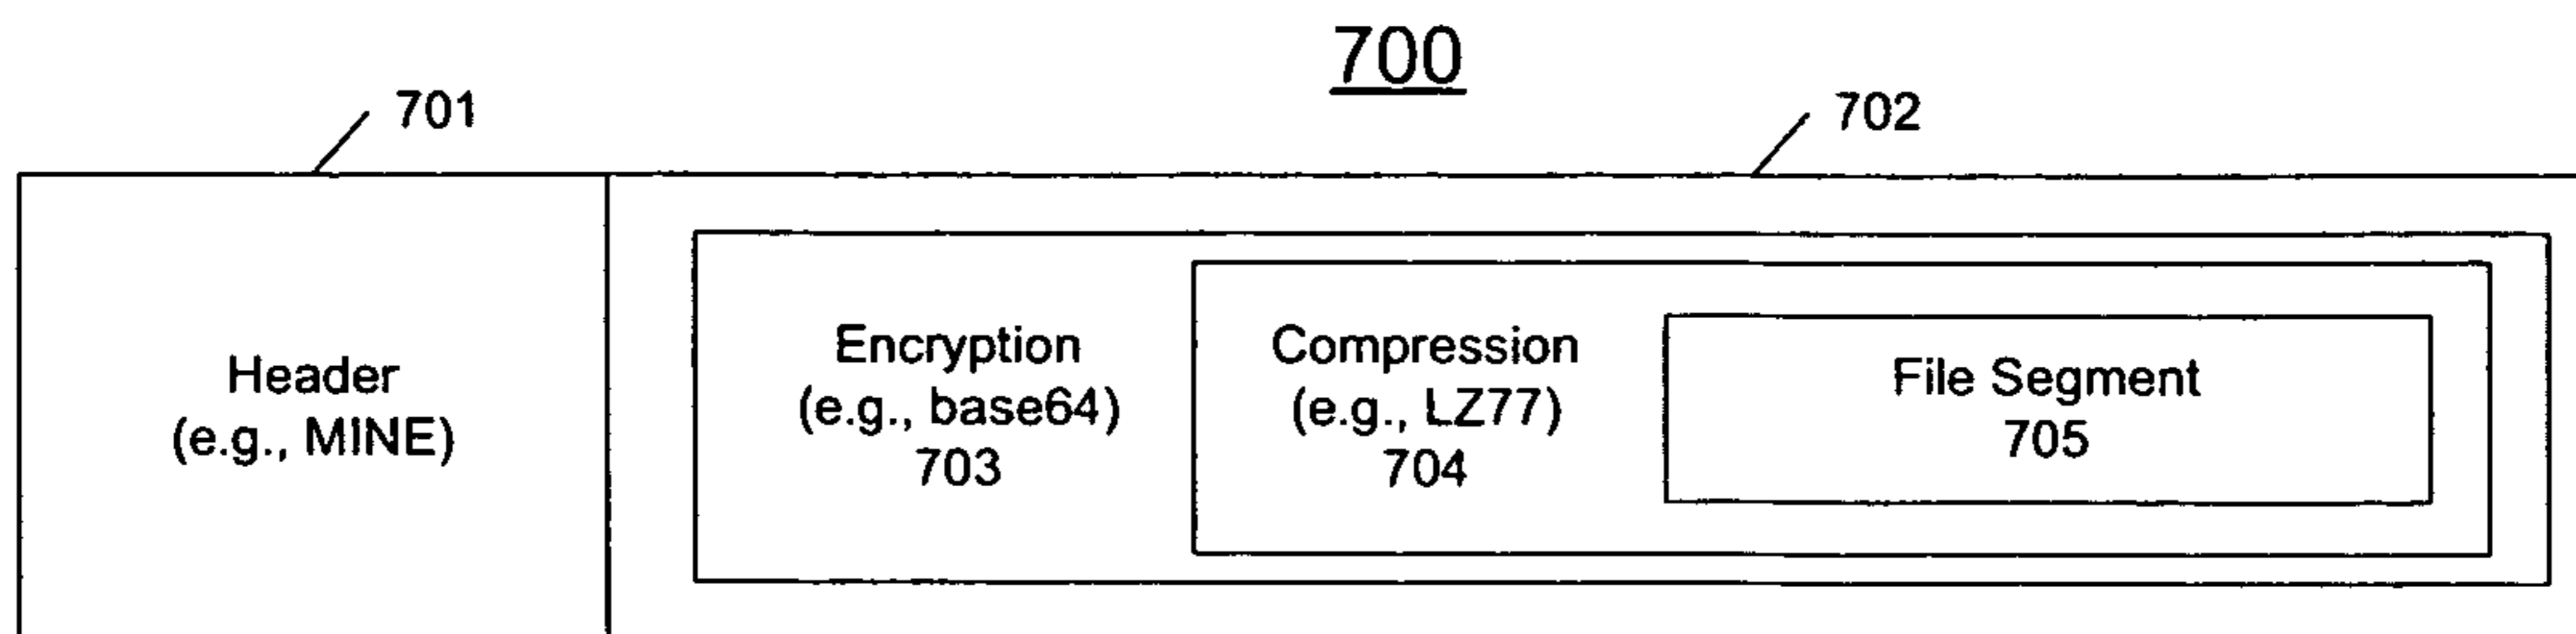 700
701
702
Header
(e.g., MINE)
Encryption
(e.g., base64)
703
Compression
(e.g., LZ77)
704
File Segment
705